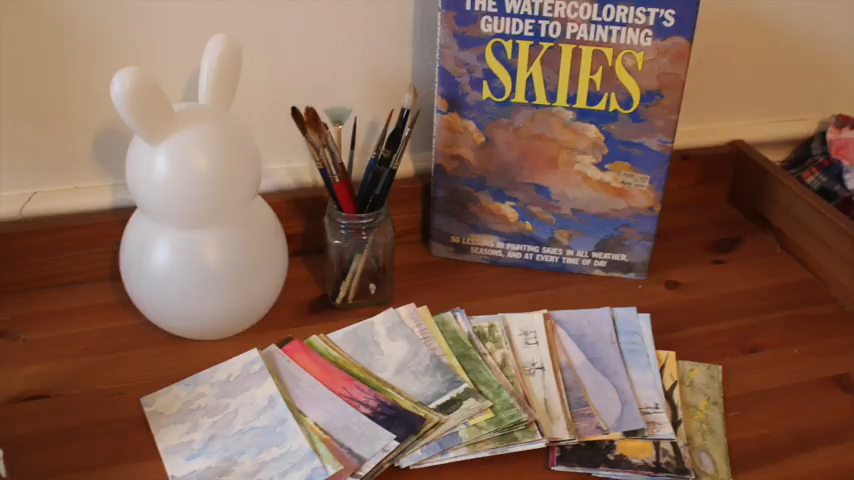 THE WATERCOLORIST'S
GUIDE TO PAINTING
SKIES
50 LESSONS IN PAINTING SKIES IN ALL WEATHER,
SEASONS, AND AT EVERY TIME OF DAY